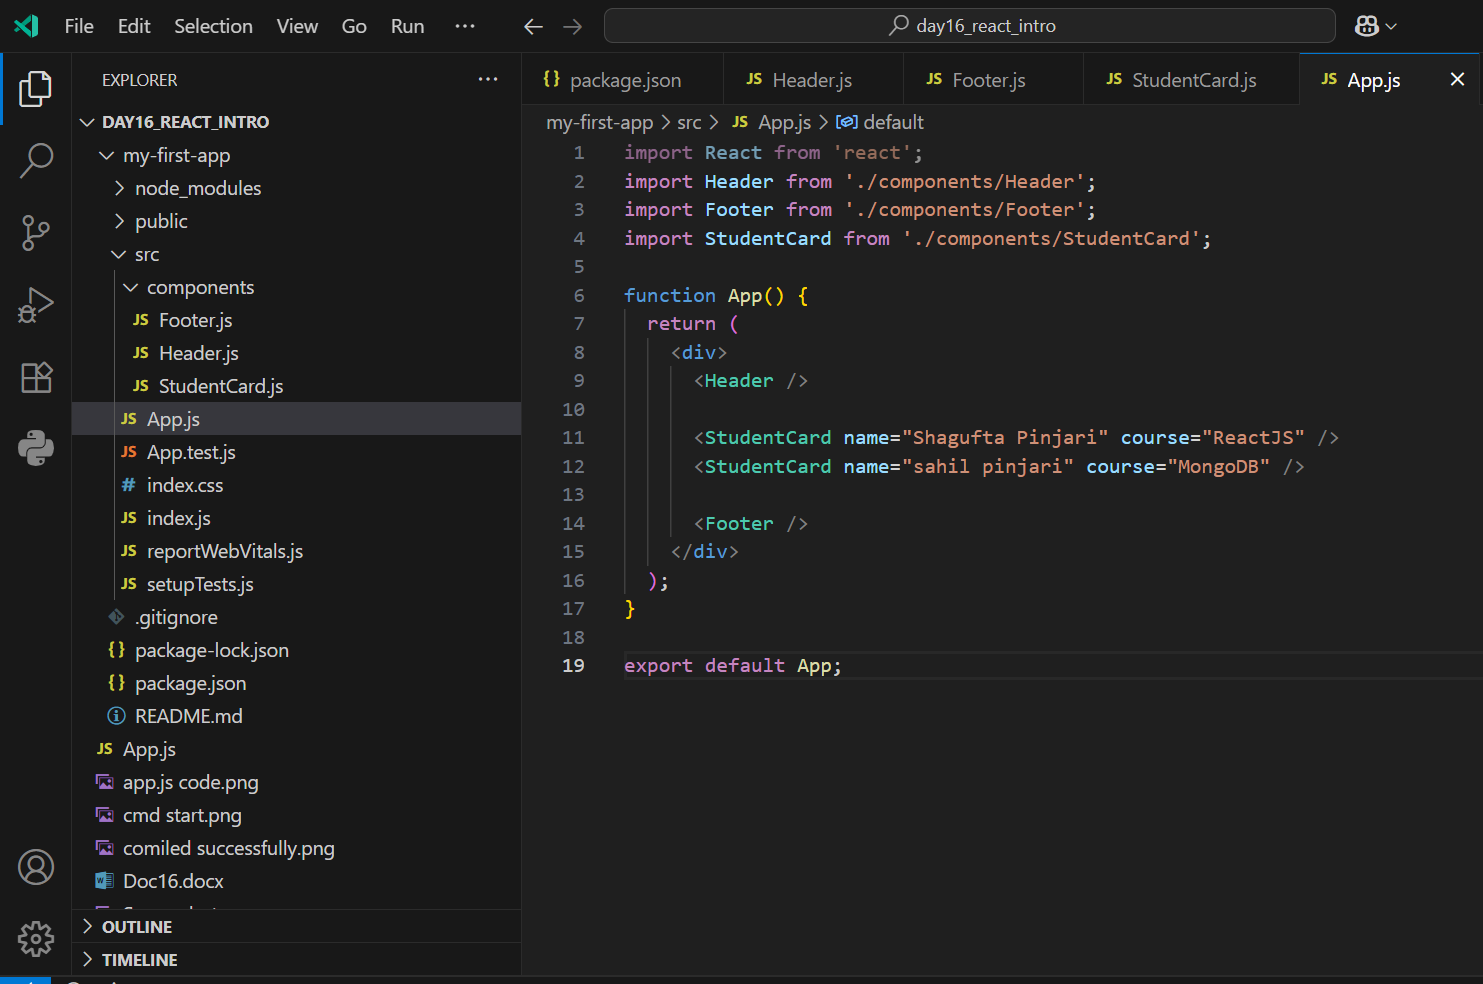 File Edit Selection View Go Run ··· day16_react_intro
EXPLORER ···
DAY16_REACT_INTRO
my-first-app
node_modules
public
src
components
JS Footer.js
JS Header.js
JS StudentCard.js
JS App.js
JS App.test.js
# index.css
JS index.js
JS reportWebVitals.js
JS setupTests.js
.gitignore
{} package-lock.json
{} package.json
README.md
JS App.js
app.js code.png
cmd start.png
comiled successfully.png
Doc16.docx
OUTLINE
TIMELINE
{} package.json JS Header.js JS Footer.js JS StudentCard.js JS App.js
my-first-app > src > JS App.js > default
1 import React from 'react';
2 import Header from './components/Header';
3 import Footer from './components/Footer';
4 import StudentCard from './components/StudentCard';
5
6 function App() {
7 return (
8 <div>
9 <Header />
10
11 <StudentCard name="Shagufta Pinjari" course="ReactJS" />
12 <StudentCard name="sahil pinjari" course="MongoDB" />
13
14 <Footer />
15 </div>
16 );
17 }
18
19 export default App;